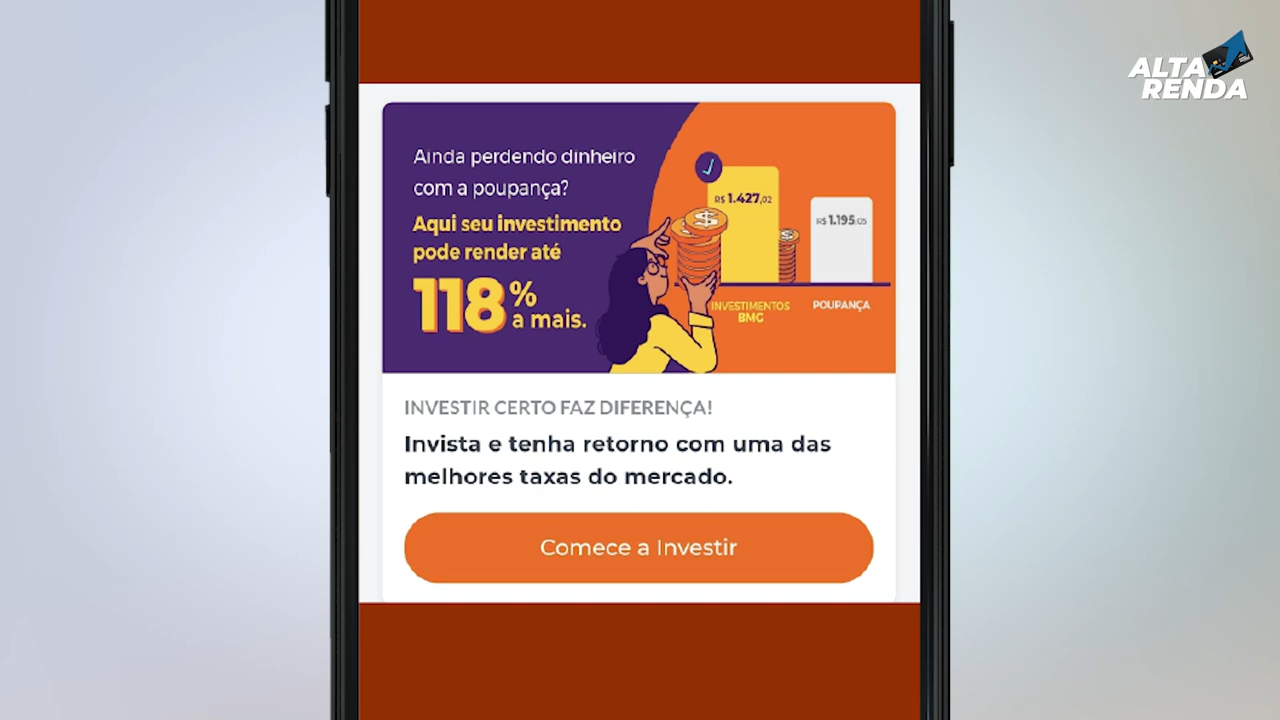 ALTA
RENDA
Ainda perdendo dinheiro
com a poupança?
Aqui seu investimento
pode render até
118%
a mais.
R$ 1.427,02
R$ 1.195,05
INVESTIMENTOS
BMG
POUPANÇA
INVESTIR CERTO FAZ DIFERENÇA!
Invista e tenha retorno com uma das
melhores taxas do mercado.
Comece a Investir